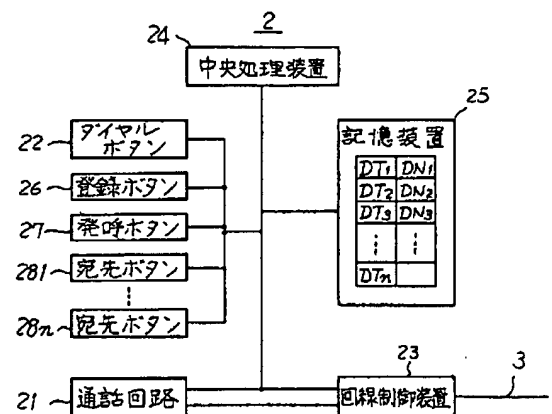 2
24
中央処理装置
25
記憶装置
DT1 DN1
DT2 DN2
DT3 DN3
DTn
22
ダイヤル
ボタン
26
登録ボタン
27
発呼ボタン
281
宛先ボタン
28n
宛先ボタン
21
通話回路
23
回線制御装置
3